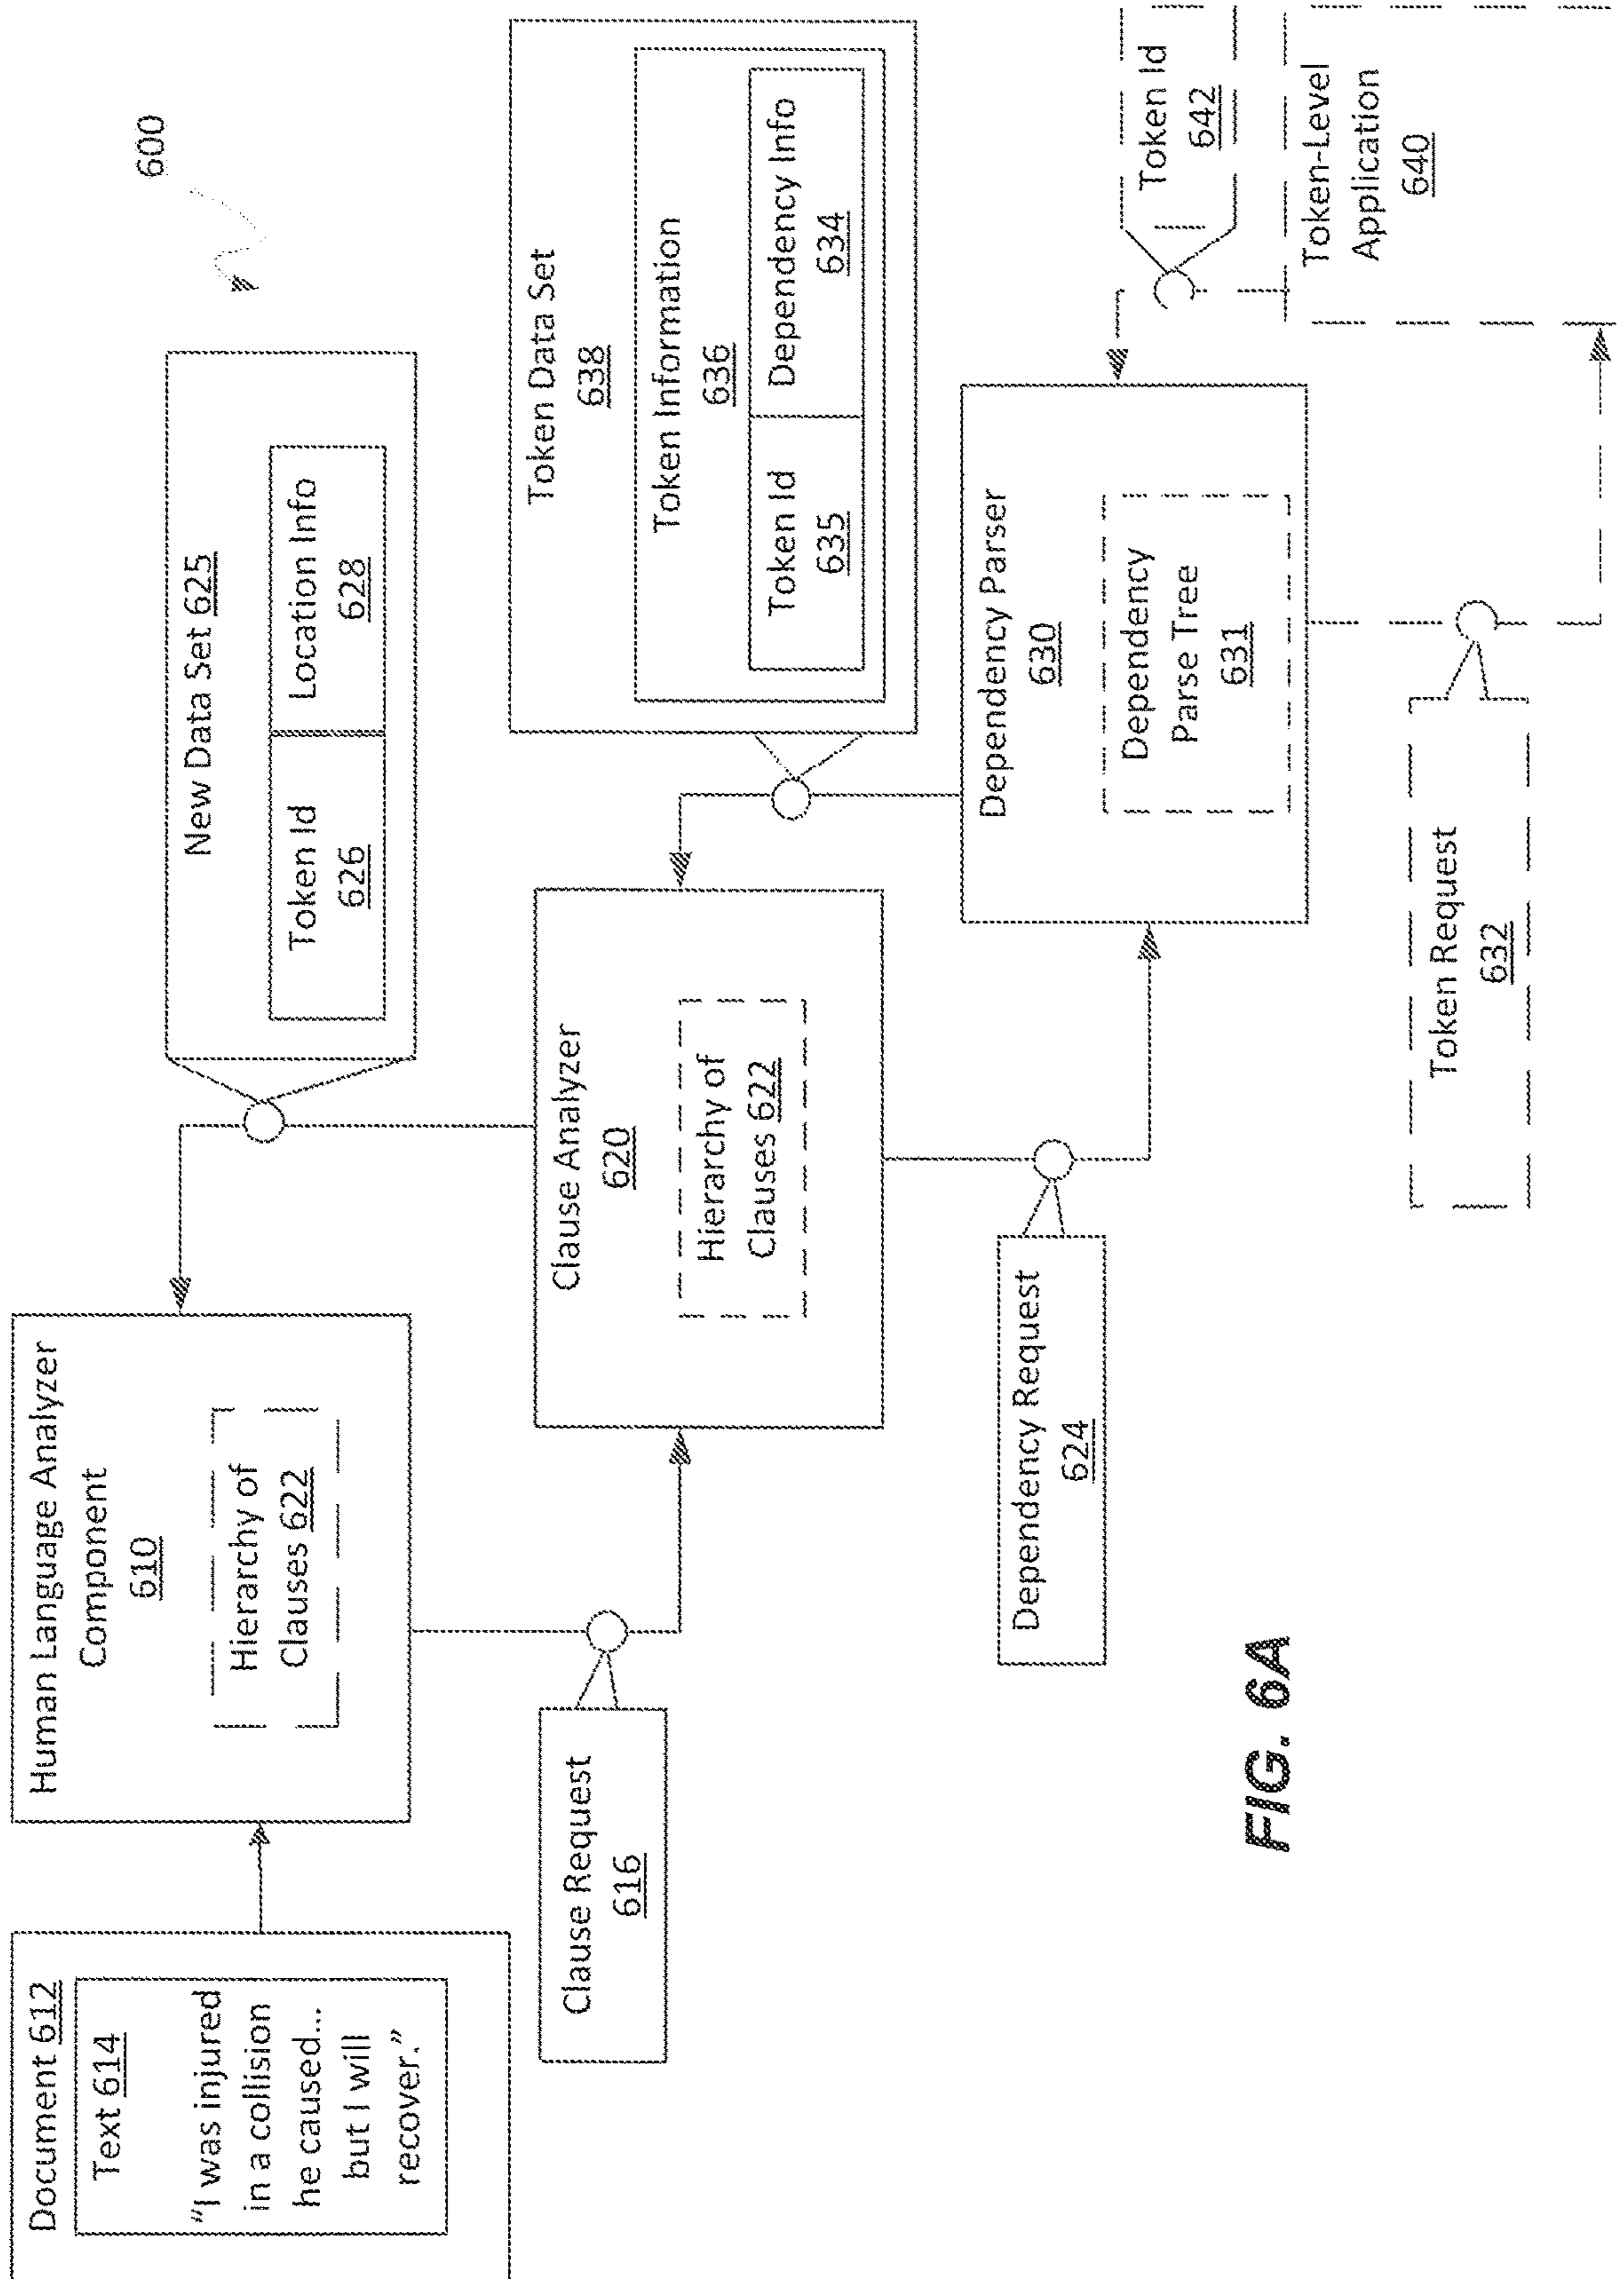 600
Document 612
Text 614
"I was injured
in a collision
he caused...
but I will
recover."
Human Language Analyzer
Component
610
Hierarchy of
Clauses 622
New Data Set 625
Token Id
626
Location Info
628
Clause Request
616
Clause Analyzer
620
Hierarchy of
Clauses 622
Token Data Set
638
Token Information
636
Token Id
635
Dependency Info
634
Dependency Request
624
Dependency Parser
630
Dependency
Parse Tree
631
Token Id
642
Token-Level
Application
640
Token Request
632
FIG. 6A